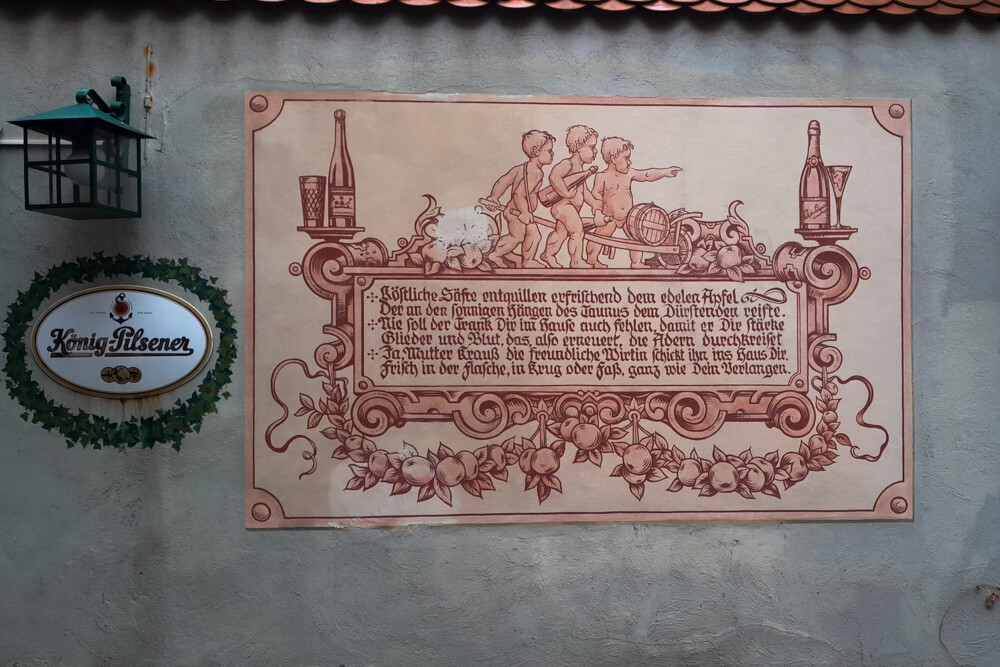 König-Pilsener
Köstliche Säfte entquillen erfrischend dem edelen Apfel
Der an den sonnigen Hängen des Taunus dem Dürstenden reifte.
Nie soll der Trank Dir im Hause auch fehlen, damit er Dir stärke
Glieder und Blut, das, also erneuert, die Adern durchkreiset
Ja, Mutter Krauß die freundliche Wirtin schickt ihn ins Haus Dir.
Frisch in der Flasche, in Krug oder Faß, ganz wie Dein Verlangen.